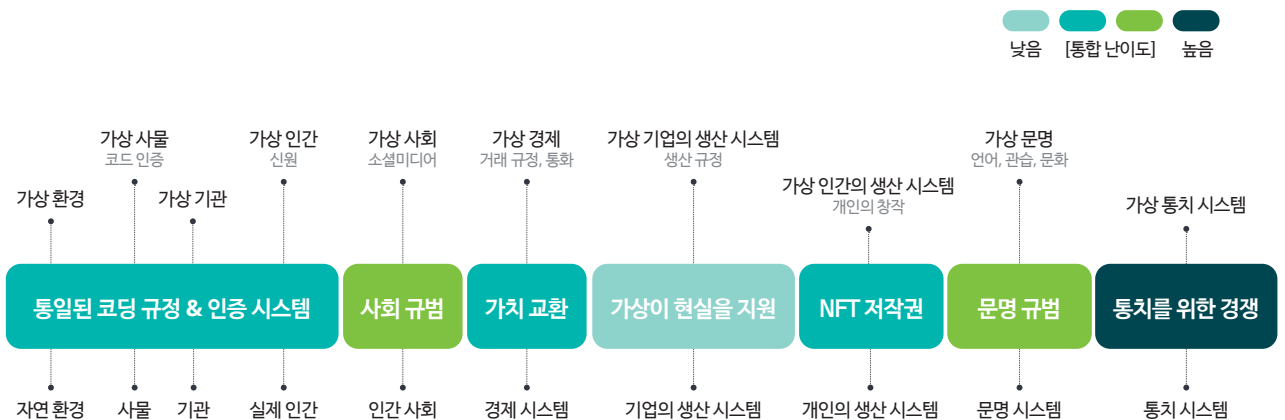 낮음 [통합 난이도] 높음
가상 사물 가상 인간 가상 사회 가상 경제 가상 기업의 생산 시스템 가상 문명
코드 인증 신원 소셜미디어 거래 규정, 통화 생산 규정 언어, 관습, 문화
가상 인간의 생산 시스템
가상 환경 가상 기관 개인의 창작 가상 통치 시스템
통일된 코딩 규정 & 인증 시스템 사회 규범 가치 교환 가상이 현실을 지원 NFT 저작권 문명 규범 통치를 위한 경쟁
자연 환경 사물 기관 실제 인간 인간 사회 경제 시스템 기업의 생산 시스템 개인의 생산 시스템 문명 시스템 통치 시스템